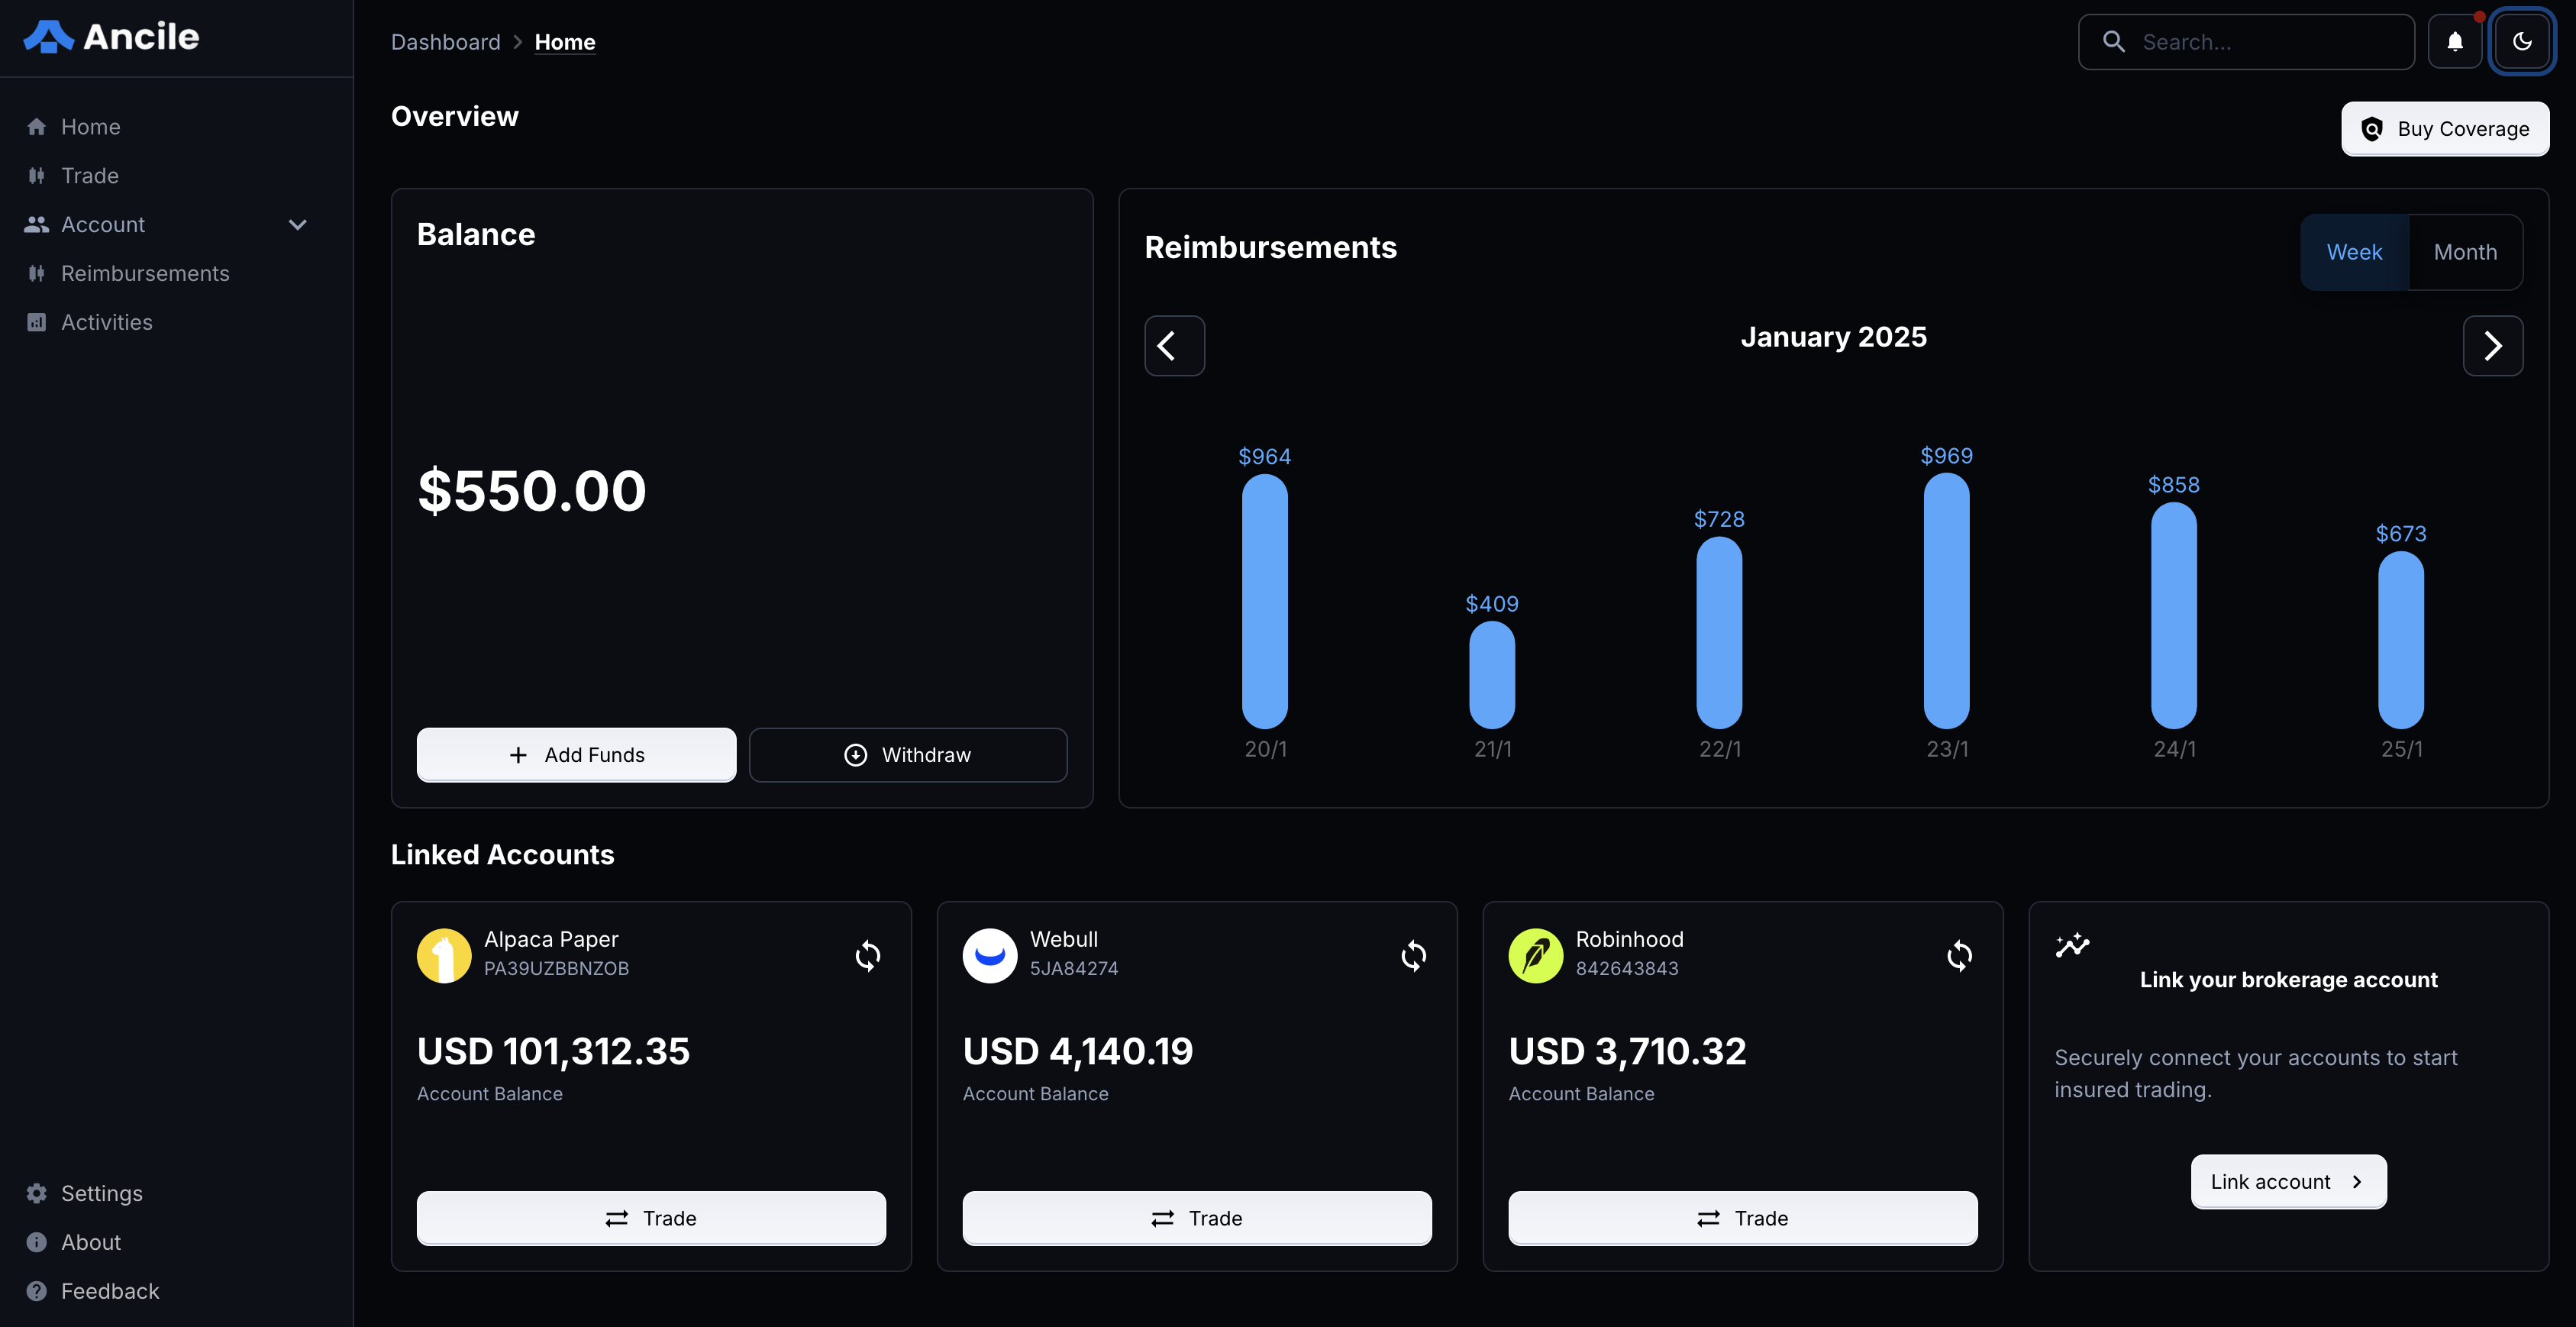 Ancile
Home
Trade
Account
Reimbursements
Activities
Settings
About
Feedback
Dashboard > Home
Search...
Overview
Buy Coverage
Balance
$550.00
Add Funds
Withdraw
Reimbursements
Week
Month
January 2025
$964
$409
$728
$969
$858
$673
20/1
21/1
22/1
23/1
24/1
25/1
Linked Accounts
Alpaca Paper
PA39UZBBNZOB
USD 101,312.35
Account Balance
Trade
Webull
5JA84274
USD 4,140.19
Account Balance
Trade
Robinhood
842643843
USD 3,710.32
Account Balance
Trade
Link your brokerage account
Securely connect your accounts to start
insured trading.
Link account